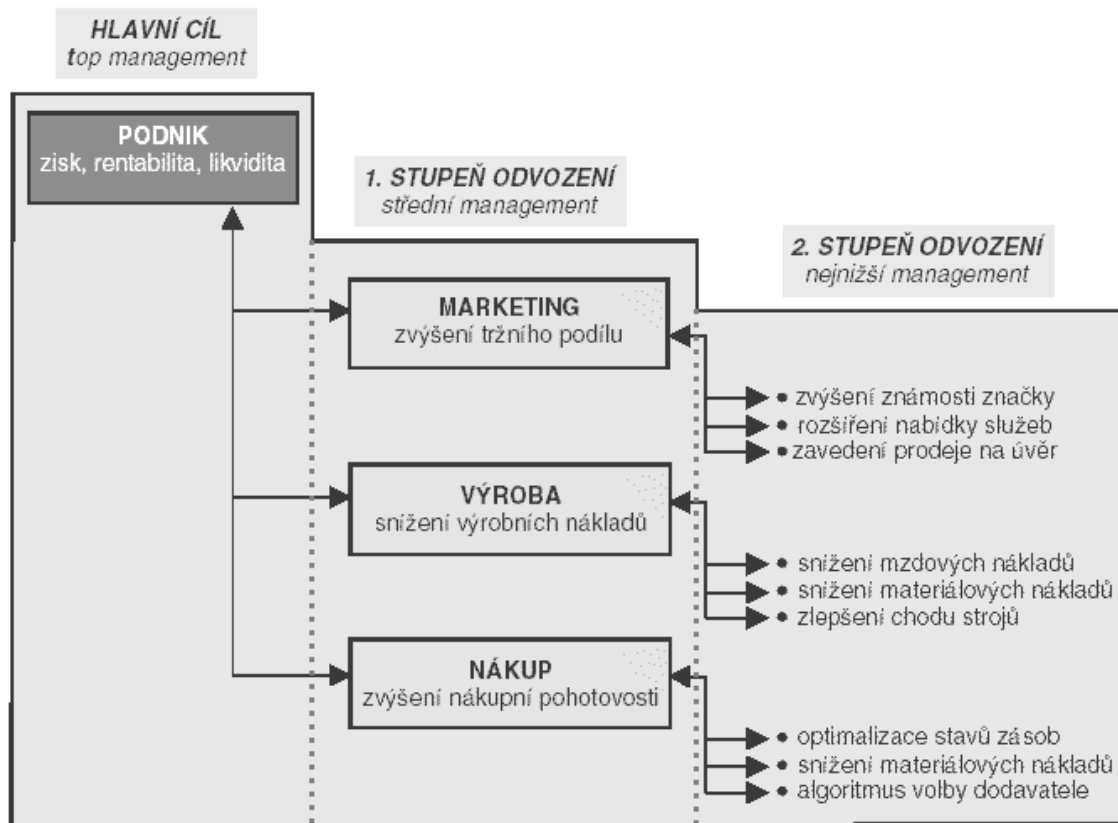 HLAVNÍ CÍL
top management
PODNIK
zisk, rentabilita, likvidita
1. STUPEŇ ODVOZENÍ
střední management
2. STUPEŇ ODVOZENÍ
nejnižší management
MARKETING
zvýšení tržního podílu
• zvýšení známosti značky
• rozšíření nabídky služeb
• zavedení prodeje na úvěr
VÝROBA
snížení výrobních nákladů
• snížení mzdových nákladů
• snížení materiálových nákladů
• zlepšení chodu strojů
NÁKUP
zvýšení nákupní pohotovosti
• optimalizace stavů zásob
• snížení materiálových nákladů
• algoritmus volby dodavatele